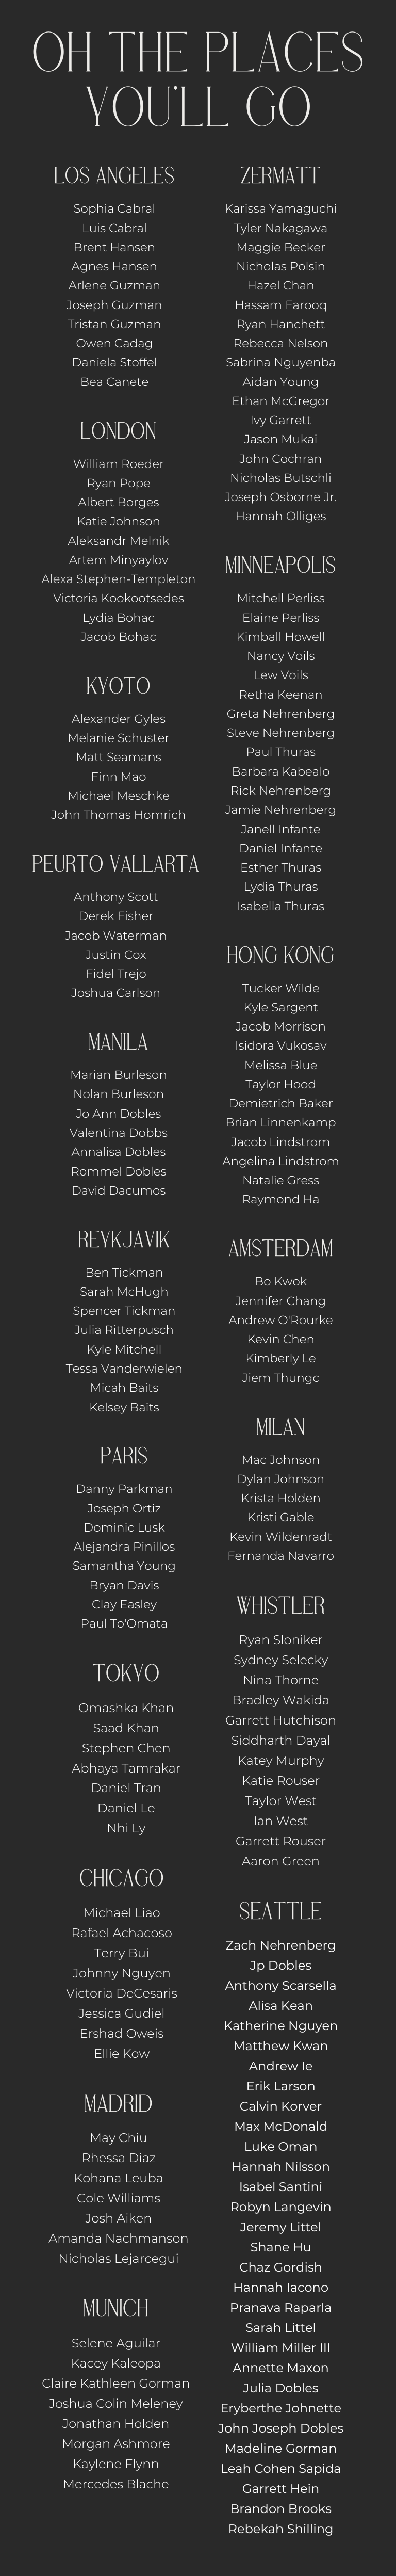 OH THE PLACES
YOU'LL GO
LOS ANGELES
Sophia Cabral
Luis Cabral
Brent Hansen
Agnes Hansen
Arlene Guzman
Joseph Guzman
Tristan Guzman
Owen Cadag
Daniela Stoffel
Bea Canete
LONDON
William Roeder
Ryan Pope
Albert Borges
Katie Johnson
Aleksandr Melnik
Artem Minyaylov
Alexa Stephen-Templeton
Victoria Kookootsedes
Lydia Bohac
Jacob Bohac
KYOTO
Alexander Gyles
Melanie Schuster
Matt Seamans
Finn Mao
Michael Meschke
John Thomas Homrich
PEURTO VALLARTA
Anthony Scott
Derek Fisher
Jacob Waterman
Justin Cox
Fidel Trejo
Joshua Carlson
MANILA
Marian Burleson
Nolan Burleson
Jo Ann Dobles
Valentina Dobbs
Annalisa Dobles
Rommel Dobles
David Dacumos
REYKJAVIK
Ben Tickman
Sarah McHugh
Spencer Tickman
Julia Ritterpusch
Kyle Mitchell
Tessa Vanderwielen
Micah Baits
Kelsey Baits
PARIS
Danny Parkman
Joseph Ortiz
Dominic Lusk
Alejandra Pinillos
Samantha Young
Bryan Davis
Clay Easley
Paul To'Omata
TOKYO
Omashka Khan
Saad Khan
Stephen Chen
Abhaya Tamrakar
Daniel Tran
Daniel Le
Nhi Ly
CHICAGO
Michael Liao
Rafael Achacoso
Terry Bui
Johnny Nguyen
Victoria DeCesaris
Jessica Gudiel
Ershad Oweis
Ellie Kow
MADRID
May Chiu
Rhessa Diaz
Kohana Leuba
Cole Williams
Josh Aiken
Amanda Nachmanson
Nicholas Lejarcegui
MUNICH
Selene Aguilar
Kacey Kaleopa
Claire Kathleen Gorman
Joshua Colin Meleney
Jonathan Holden
Morgan Ashmore
Kaylene Flynn
Mercedes Blache
ZERMATT
Karissa Yamaguchi
Tyler Nakagawa
Maggie Becker
Nicholas Polsin
Hazel Chan
Hassam Farooq
Ryan Hanchett
Rebecca Nelson
Sabrina Nguyenba
Aidan Young
Ethan McGregor
Ivy Garrett
Jason Mukai
John Cochran
Nicholas Butschli
Joseph Osborne Jr.
Hannah Olliges
MINNEAPOLIS
Mitchell Perliss
Elaine Perliss
Kimball Howell
Nancy Voils
Lew Voils
Retha Keenan
Greta Nehrenberg
Steve Nehrenberg
Paul Thuras
Barbara Kabealo
Rick Nehrenberg
Jamie Nehrenberg
Janell Infante
Daniel Infante
Esther Thuras
Lydia Thuras
Isabella Thuras
HONG KONG
Tucker Wilde
Kyle Sargent
Jacob Morrison
Isidora Vukosav
Melissa Blue
Taylor Hood
Demietrich Baker
Brian Linnenkamp
Jacob Lindstrom
Angelina Lindstrom
Natalie Gress
Raymond Ha
AMSTERDAM
Bo Kwok
Jennifer Chang
Andrew O'Rourke
Kevin Chen
Kimberly Le
Jiem Thungc
MILAN
Mac Johnson
Dylan Johnson
Krista Holden
Kristi Gable
Kevin Wildenradt
Fernanda Navarro
WHISTLER
Ryan Sloniker
Sydney Selecky
Nina Thorne
Bradley Wakida
Garrett Hutchison
Siddharth Dayal
Katey Murphy
Katie Rouser
Taylor West
Ian West
Garrett Rouser
Aaron Green
SEATTLE
Zach Nehrenberg
Jp Dobles
Anthony Scarsella
Alisa Kean
Katherine Nguyen
Matthew Kwan
Andrew Ie
Erik Larson
Calvin Korver
Max McDonald
Luke Oman
Hannah Nilsson
Isabel Santini
Robyn Langevin
Jeremy Littel
Shane Hu
Chaz Gordish
Hannah Iacono
Pranava Raparla
Sarah Littel
William Miller III
Annette Maxon
Julia Dobles
Eryberthe Johnette
John Joseph Dobles
Madeline Gorman
Leah Cohen Sapida
Garrett Hein
Brandon Brooks
Rebekah Shilling